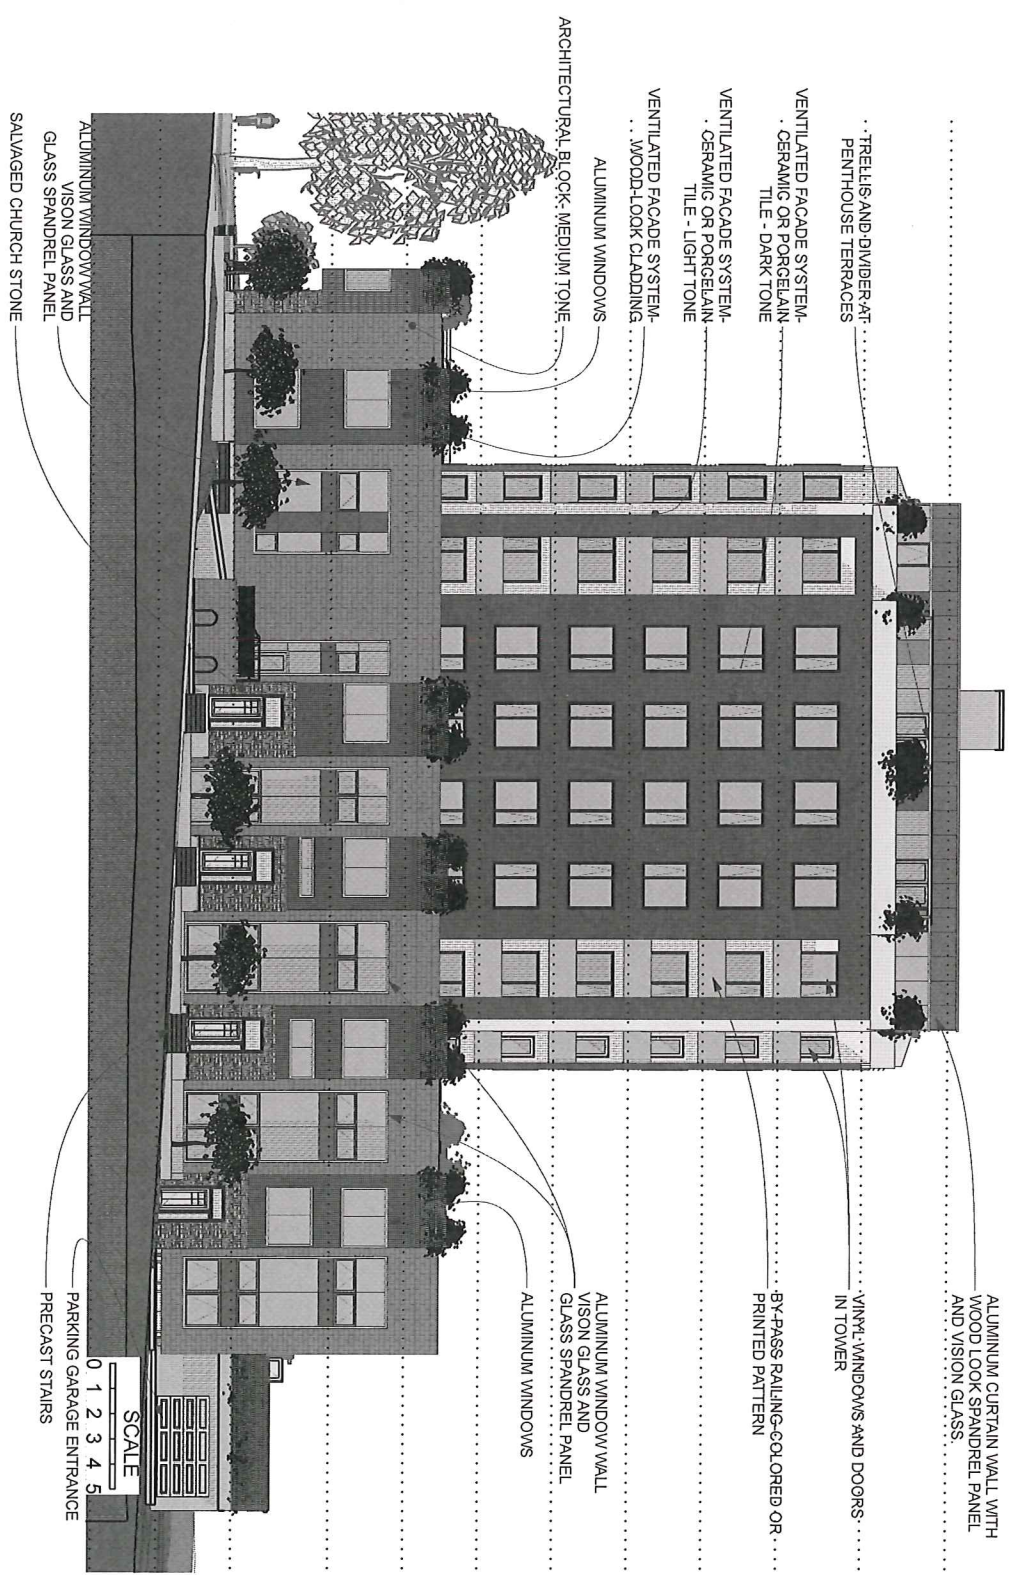 TRELLIS AND DIVIDER AT
PENTHOUSE TERRACES
VENTILATED FACADE SYSTEM-
CERAMIC OR PORCELAIN
TILE - DARK TONE
VENTILATED FACADE SYSTEM-
CERAMIC OR PORCELAIN
TILE - LIGHT TONE
VENTILATED FACADE SYSTEM-
WOOD-LOOK CLADDING
ALUMINUM WINDOWS
ARCHITECTURAL BLOCK- MEDIUM TONE
ALUMINUM WINDOW WALL
VISON GLASS AND
GLASS SPANDREL PANEL
SALVAGED CHURCH STONE
ALUMINUM CURTAIN WALL WITH
WOOD LOOK SPANDREL PANEL
AND VISION GLASS.
VINYL WINDOWS AND DOORS
IN TOWER
BY-PASS RAILING-COLORED OR
PRINTED PATTERN
ALUMINUM WINDOW WALL
VISON GLASS AND
GLASS SPANDREL PANEL
ALUMINUM WINDOWS
SCALE
0 1 2 3 4 5
PARKING GARAGE ENTRANCE
PRECAST STAIRS